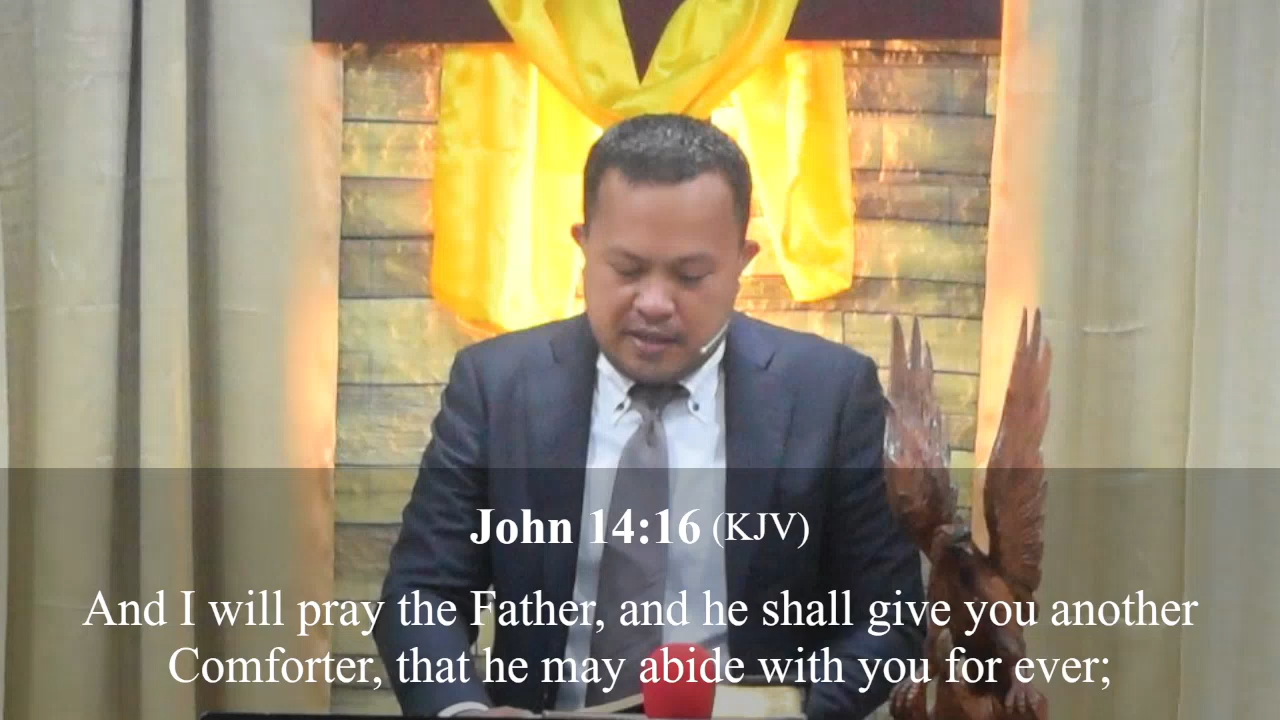 John 14:16 (KJV)
And I will pray the Father, and he shall give you another
Comforter, that he may abide with you for ever;